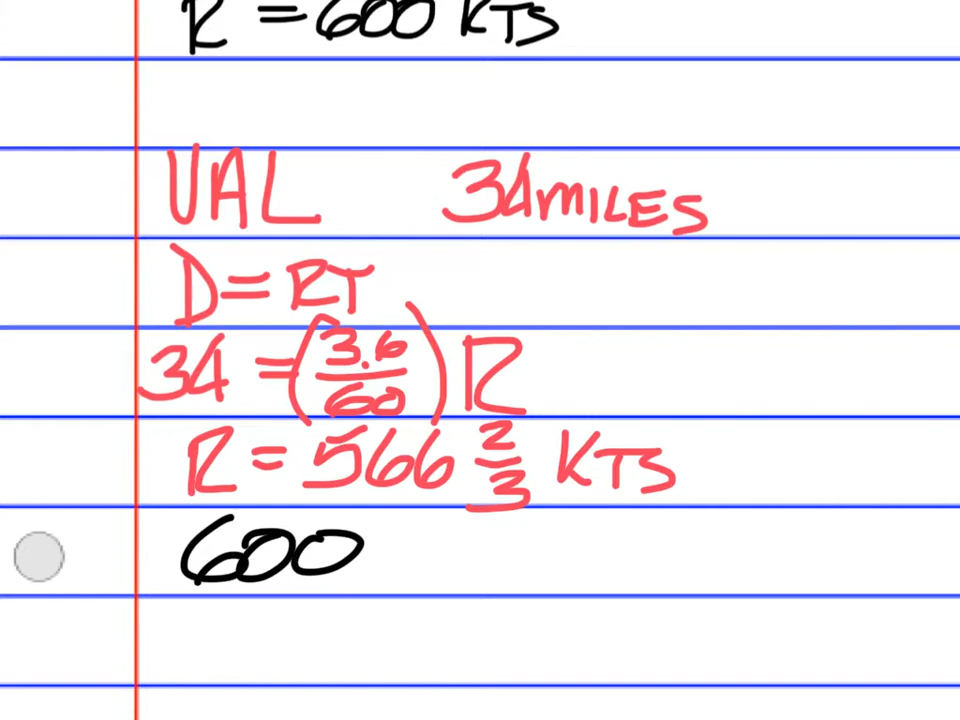 R = 600 KTS
UAL 34 MILES
D = RT
34 = (3.6/60) R
R = 566 2/3 KTS
600